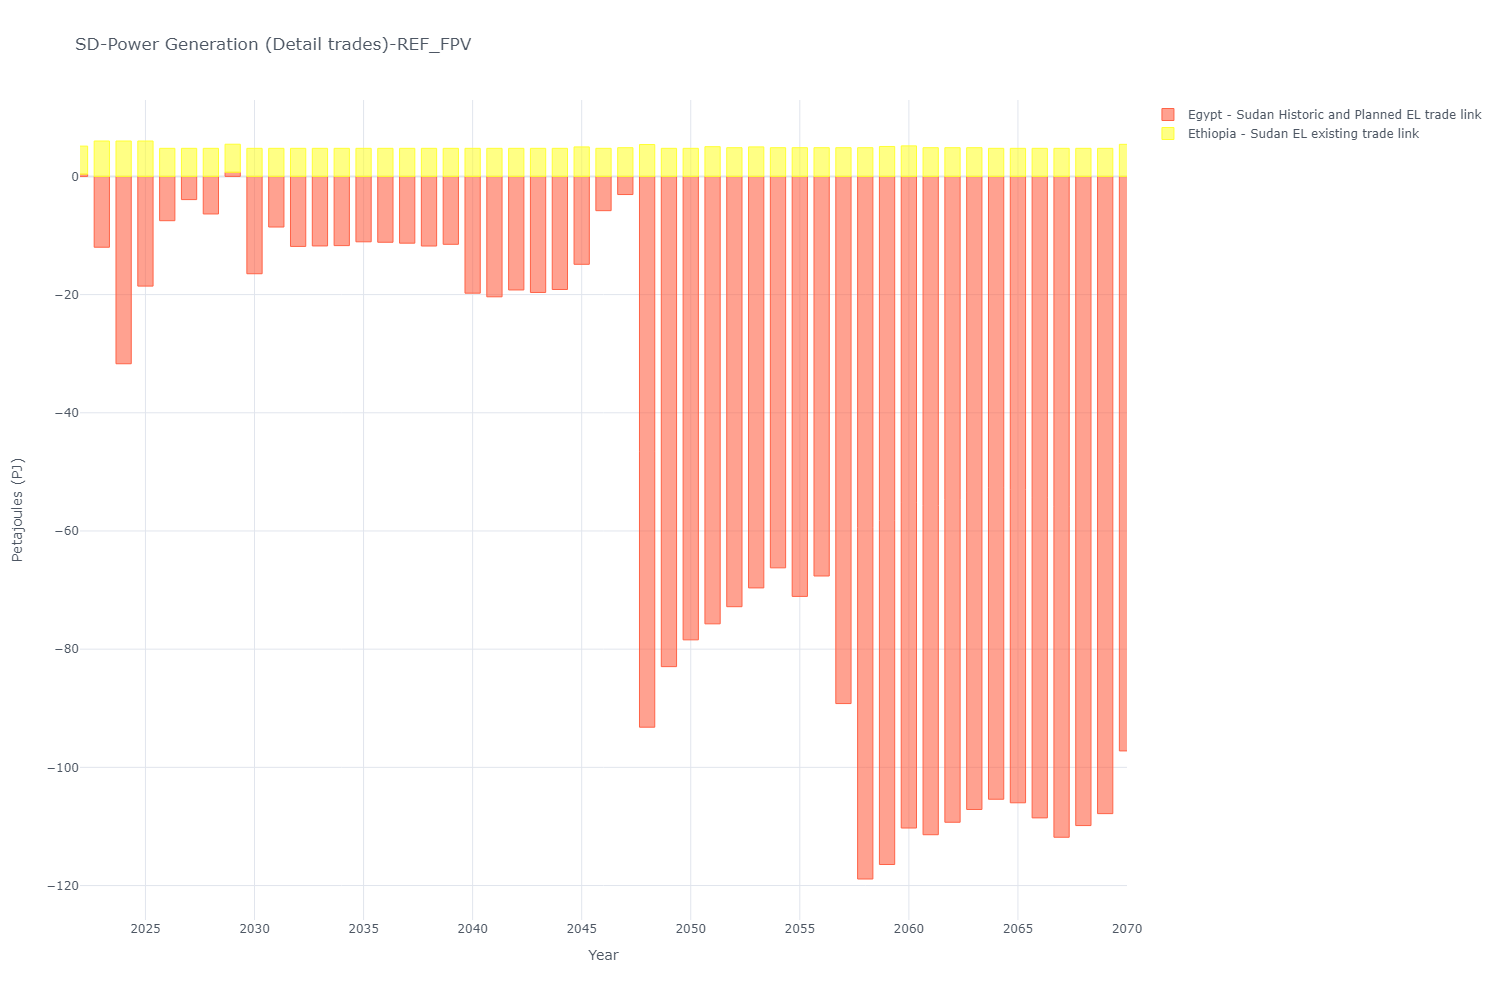 SD-Power Generation (Detail trades)-REF_FPV
Egypt - Sudan Historic and Planned EL trade link
Ethiopia - Sudan EL existing trade link
0
−20
−40
−60
−80
−100
−120
Petajoules (PJ)
2025 2030 2035 2040 2045 2050 2055 2060 2065 2070
Year